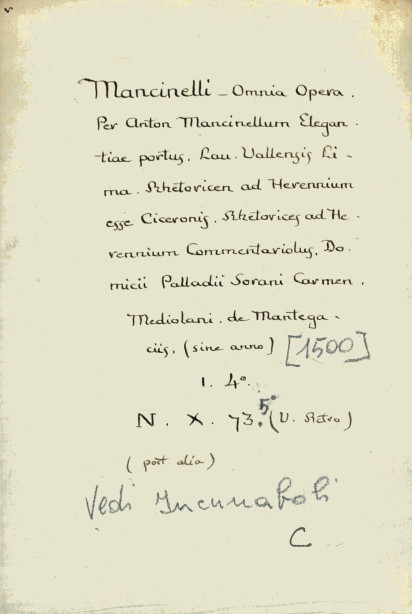 Mancinelli - Omnia Opera.
Per Anton Mancinellum Elegan-
tiae portus. Lau. Vallensis Li-
ma. Rhetoricen ad Herennium
esse Ciceronis. Rhetorices ad He-
rennium Commentariolus. Do-
micii Palladii Sorani Carmen.
Mediolani. de Mantega-
ciis. (sine anno) [1500]
1. 4°.
N. X. 73. 5° (V. Retro)
(post alia)
Vedi Incunaboli
C